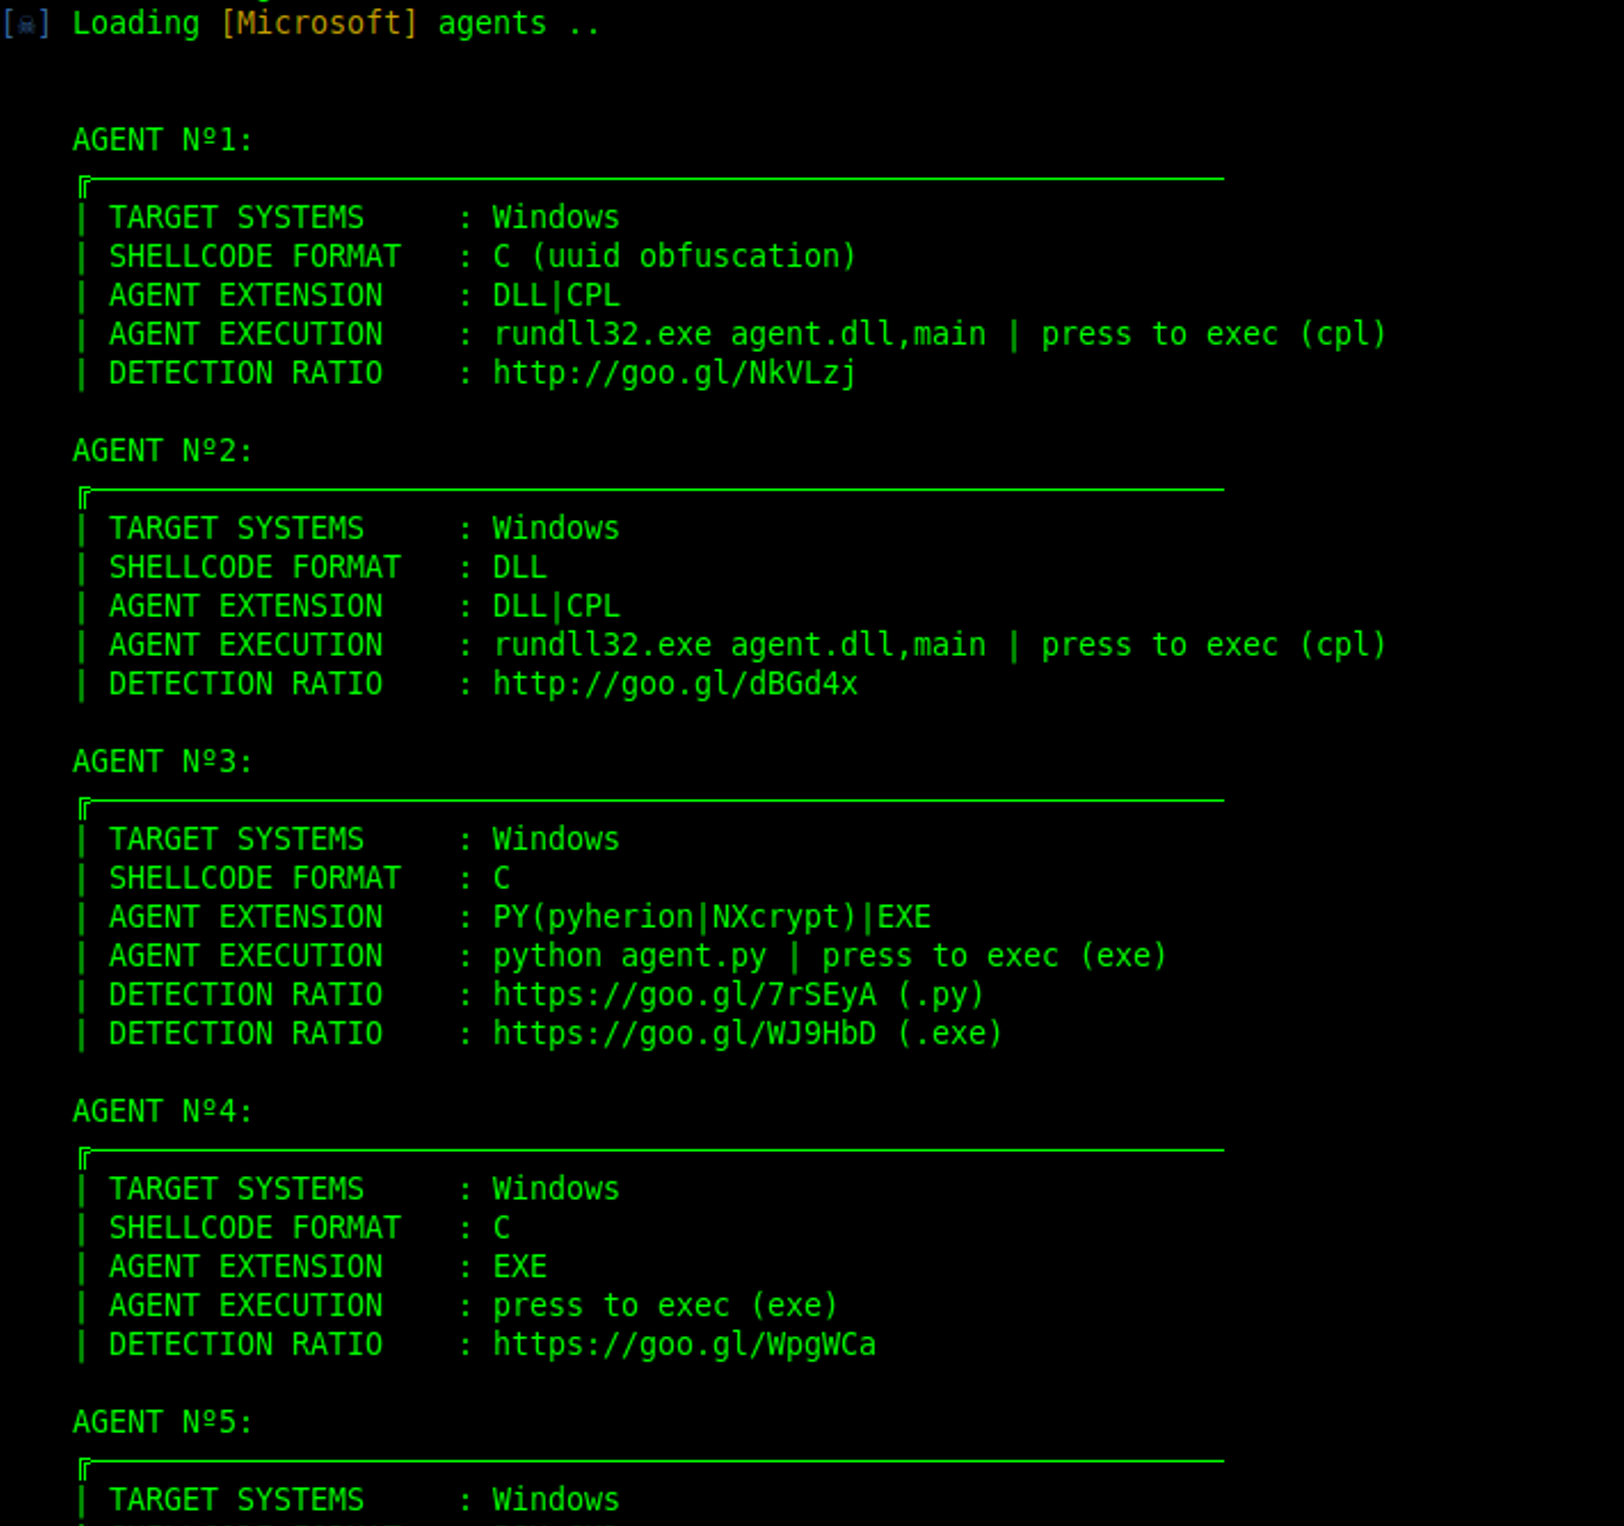 [☠] Loading [Microsoft] agents ..
AGENT Nº1:
| TARGET SYSTEMS : Windows
| SHELLCODE FORMAT : C (uuid obfuscation)
| AGENT EXTENSION : DLL|CPL
| AGENT EXECUTION : rundll32.exe agent.dll,main | press to exec (cpl)
| DETECTION RATIO : http://goo.gl/NkVLzj
AGENT Nº2:
| TARGET SYSTEMS : Windows
| SHELLCODE FORMAT : DLL
| AGENT EXTENSION : DLL|CPL
| AGENT EXECUTION : rundll32.exe agent.dll,main | press to exec (cpl)
| DETECTION RATIO : http://goo.gl/dBGd4x
AGENT Nº3:
| TARGET SYSTEMS : Windows
| SHELLCODE FORMAT : C
| AGENT EXTENSION : PY(pyherion|NXcrypt)|EXE
| AGENT EXECUTION : python agent.py | press to exec (exe)
| DETECTION RATIO : https://goo.gl/7rSEyA (.py)
| DETECTION RATIO : https://goo.gl/WJ9HbD (.exe)
AGENT Nº4:
| TARGET SYSTEMS : Windows
| SHELLCODE FORMAT : C
| AGENT EXTENSION : EXE
| AGENT EXECUTION : press to exec (exe)
| DETECTION RATIO : https://goo.gl/WpgWCa
AGENT Nº5:
| TARGET SYSTEMS : Windows